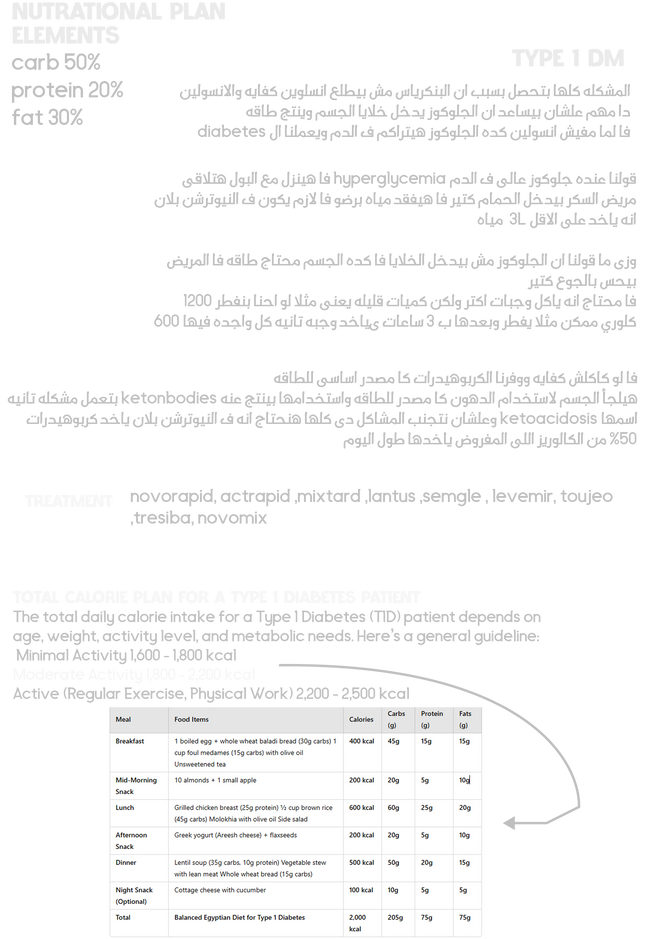 NUTRATIONAL PLAN
ELEMENTS
carb 50%
protein 20%
fat 30%
TYPE 1 DM
المشكله كلها بتحصل بسبب ان البنكرياس مش بيطلع انسلوين كفايه والانسولين
دا مهم علشان بيساعد ان الجلوكوز يدخل خلايا الجسم وينتج طاقه
فا لما مفيش انسولين كده الجلوكوز هيتراكم ف الدم ويعملنا ال diabetes
قولنا عنده جلوكوز عالى ف الدم hyperglycemia فا هينزل مع البول هتلاقى
مريض السكر بيدخل الحمام كتير فا هيفقد مياه برضو فا لازم يكون ف النيوترشن بلان
انه ياخد على الاقل 3L مياه
وزى ما قولنا ان الجلوكوز مش بيدخل الخلايا فا كده الجسم محتاج طاقه فا المريض
بيحس بالجوع كتير
فا محتاج انه ياكل وجبات اكتر ولكن كميات قليله يعنى مثلا لو احنا بنفطر 1200
كلوري ممكن مثلا يفطر وبعدها ب 3 ساعات ىياخد وجبه تانيه كل واحده فيها 600
فا لو كاكلش كفايه ووفرنا الكربوهيدرات كا مصدر اساسى للطاقه
هيلجأ الجسم لاستخدام الدهون كا مصدر للطاقه واستخدامها بينتج عنه ketonbodies بتعمل مشكله تانيه
اسمها ketoacidosis وعلشان نتجنب المشاكل دى كلها هنحتاج انه ف النيوترشن بلان ياخد كربوهيدرات
50% من الكالوريز اللى المفروض ياخدها طول اليوم
TREATMENT
novorapid, actrapid ,mixtard ,lantus ,semgle , levemir, toujeo
,tresiba, novomix
TOTAL CALORIE PLAN FOR A TYPE 1 DIABETES PATIENT
The total daily calorie intake for a Type 1 Diabetes (T1D) patient depends on
age, weight, activity level, and metabolic needs. Here's a general guideline:
Minimal Activity 1,600 - 1,800 kcal
Moderate Activity 1,800 - 2,200 kcal
Active (Regular Exercise, Physical Work) 2,200 - 2,500 kcal
Meal Food Items Calories Carbs (g) Protein (g) Fats (g)
Breakfast 1 boiled egg + whole wheat baladi bread (30g carbs) 1 cup foul medames (15g carbs) with olive oil Unsweetened tea 400 kcal 45g 15g 15g
Mid-Morning Snack 10 almonds + 1 small apple 200 kcal 20g 5g 10g
Lunch Grilled chicken breast (25g protein) ½ cup brown rice (45g carbs) Molokhia with olive oil Side salad 600 kcal 60g 25g 20g
Afternoon Snack Greek yogurt (Areesh cheese) + flaxseeds 200 kcal 20g 5g 10g
Dinner Lentil soup (35g carbs, 10g protein) Vegetable stew with lean meat Whole wheat bread (15g carbs) 500 kcal 50g 20g 15g
Night Snack (Optional) Cottage cheese with cucumber 100 kcal 10g 5g 5g
Total Balanced Egyptian Diet for Type 1 Diabetes 2,000 kcal 205g 75g 75g